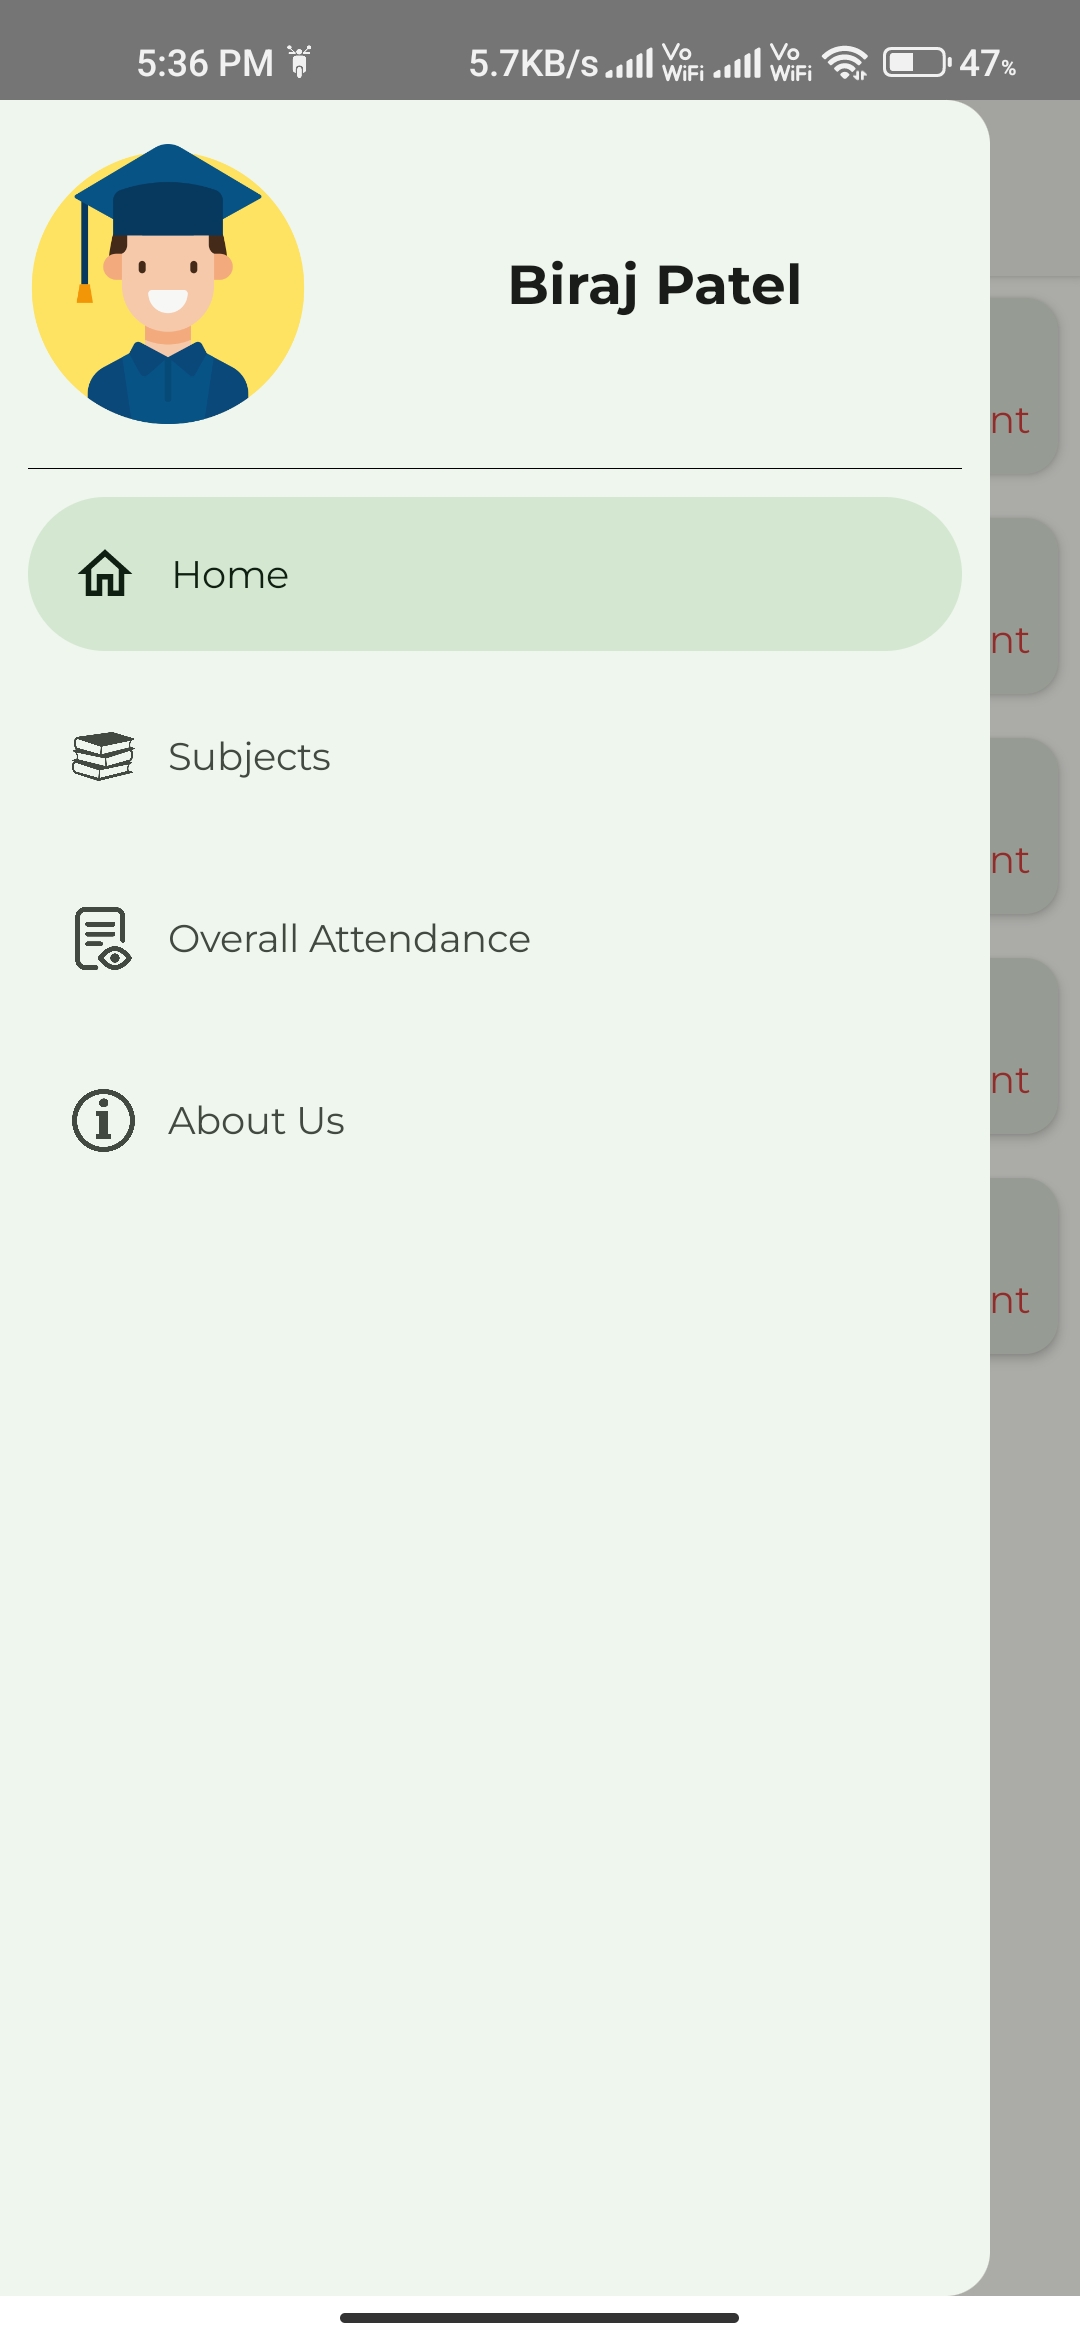 5:36 PM 5.7KB/s Vo WiFi Vo WiFi 47%
Biraj Patel
nt
Home
nt
Subjects
nt
Overall Attendance
nt
About Us
nt